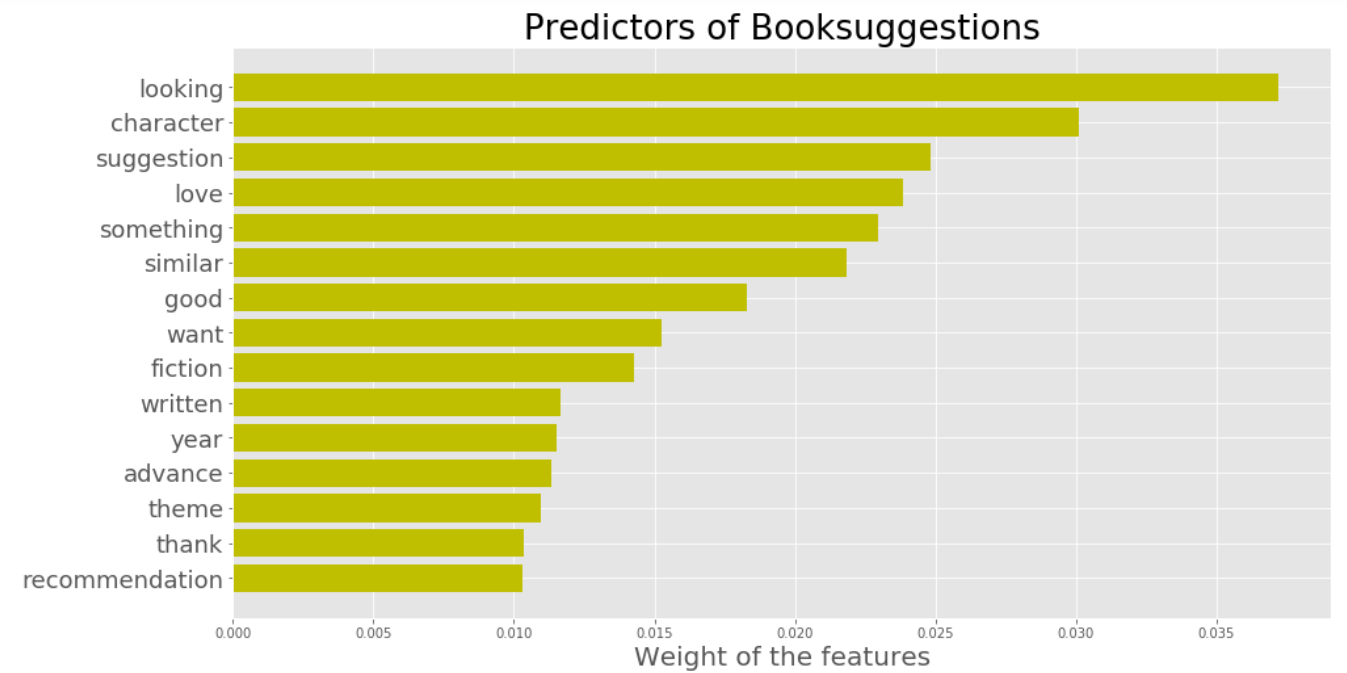 Predictors of Booksuggestions
looking
character
suggestion
love
something
similar
good
want
fiction
written
year
advance
theme
thank
recommendation
0.000 0.005 0.010 0.015 0.020 0.025 0.030 0.035
Weight of the features